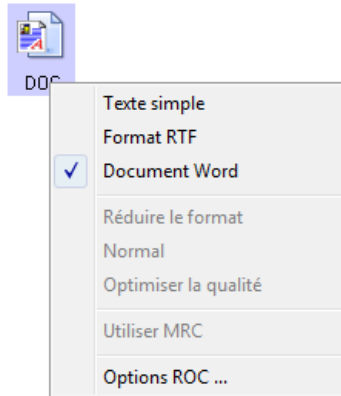 DOC
Texte simple
Format RTF
Document Word
Réduire le format
Normal
Optimiser la qualité
Utiliser MRC
Options ROC ...